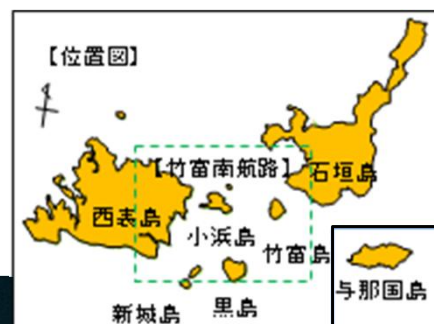 【位置図】
【竹富南航路】
石垣島
西表島
小浜島
竹富島
与那国島
新城島
黒島